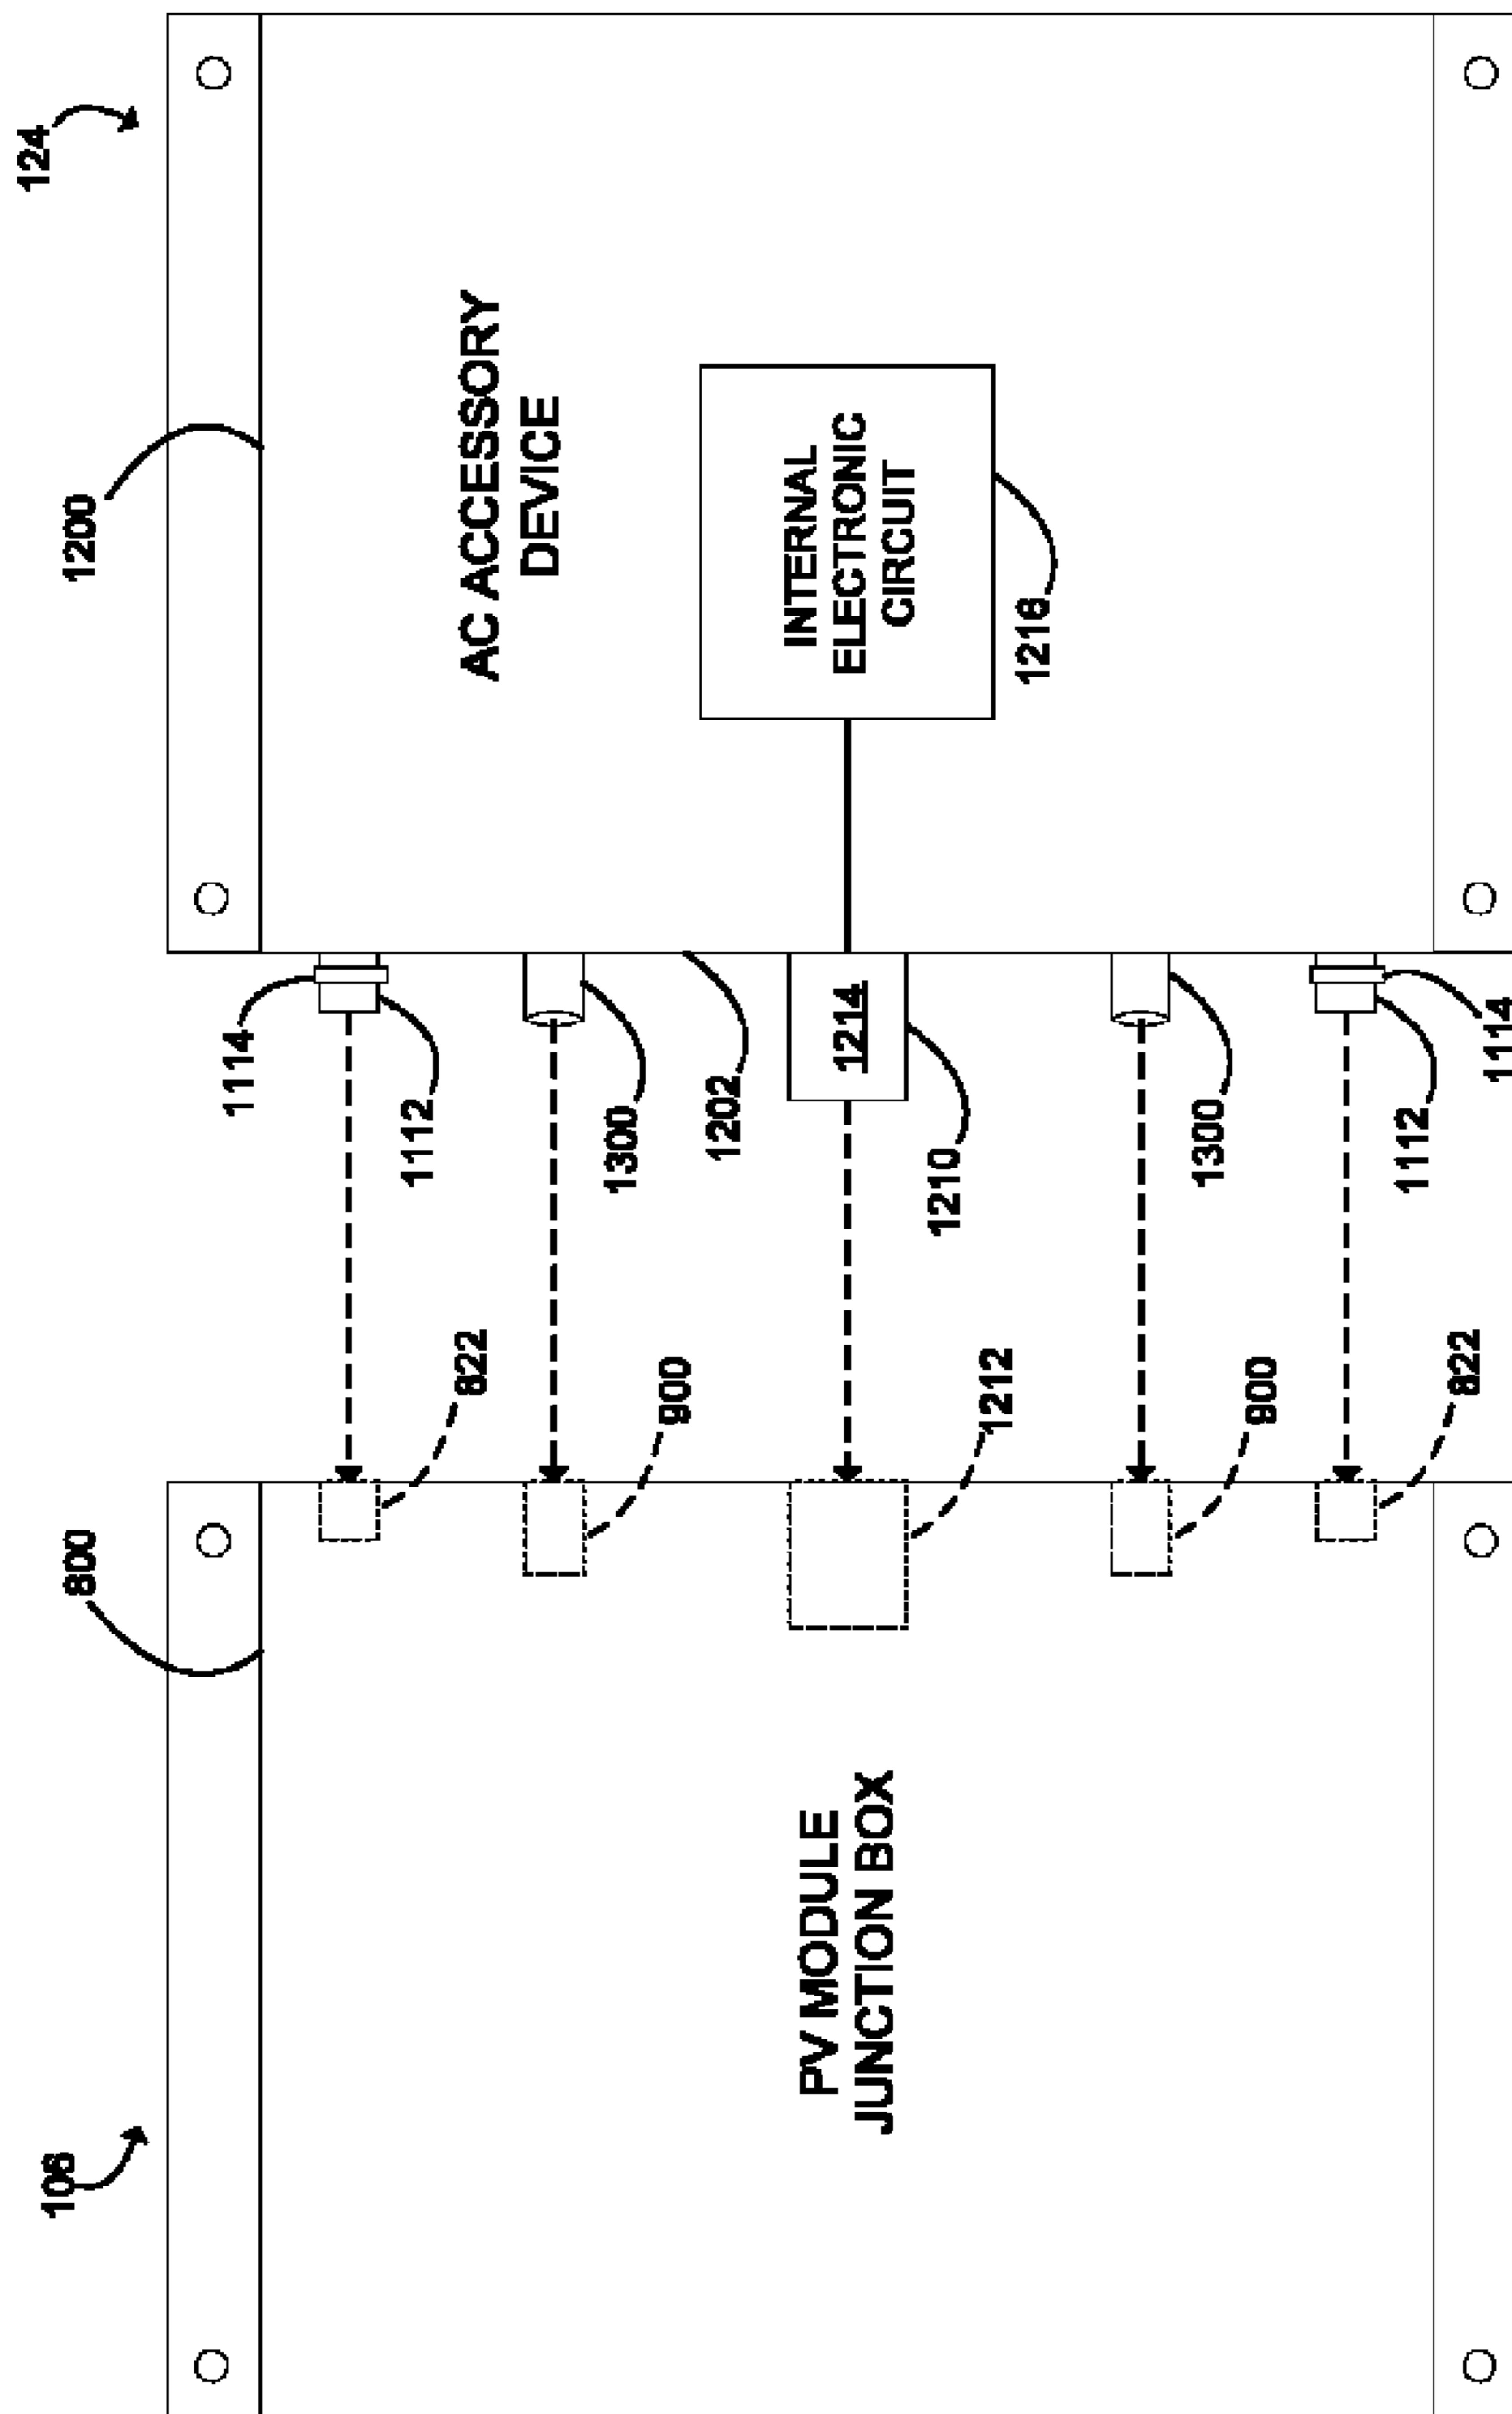 106
800
1200
124
1114
1112
822
AC ACCESSORY
DEVICE
1300
900
1202
PV MODULE
JUNCTION BOX
1214
INTERNAL
ELECTRONIC
CIRCUIT
1210
1212
1216
1300
900
1112
822
1114